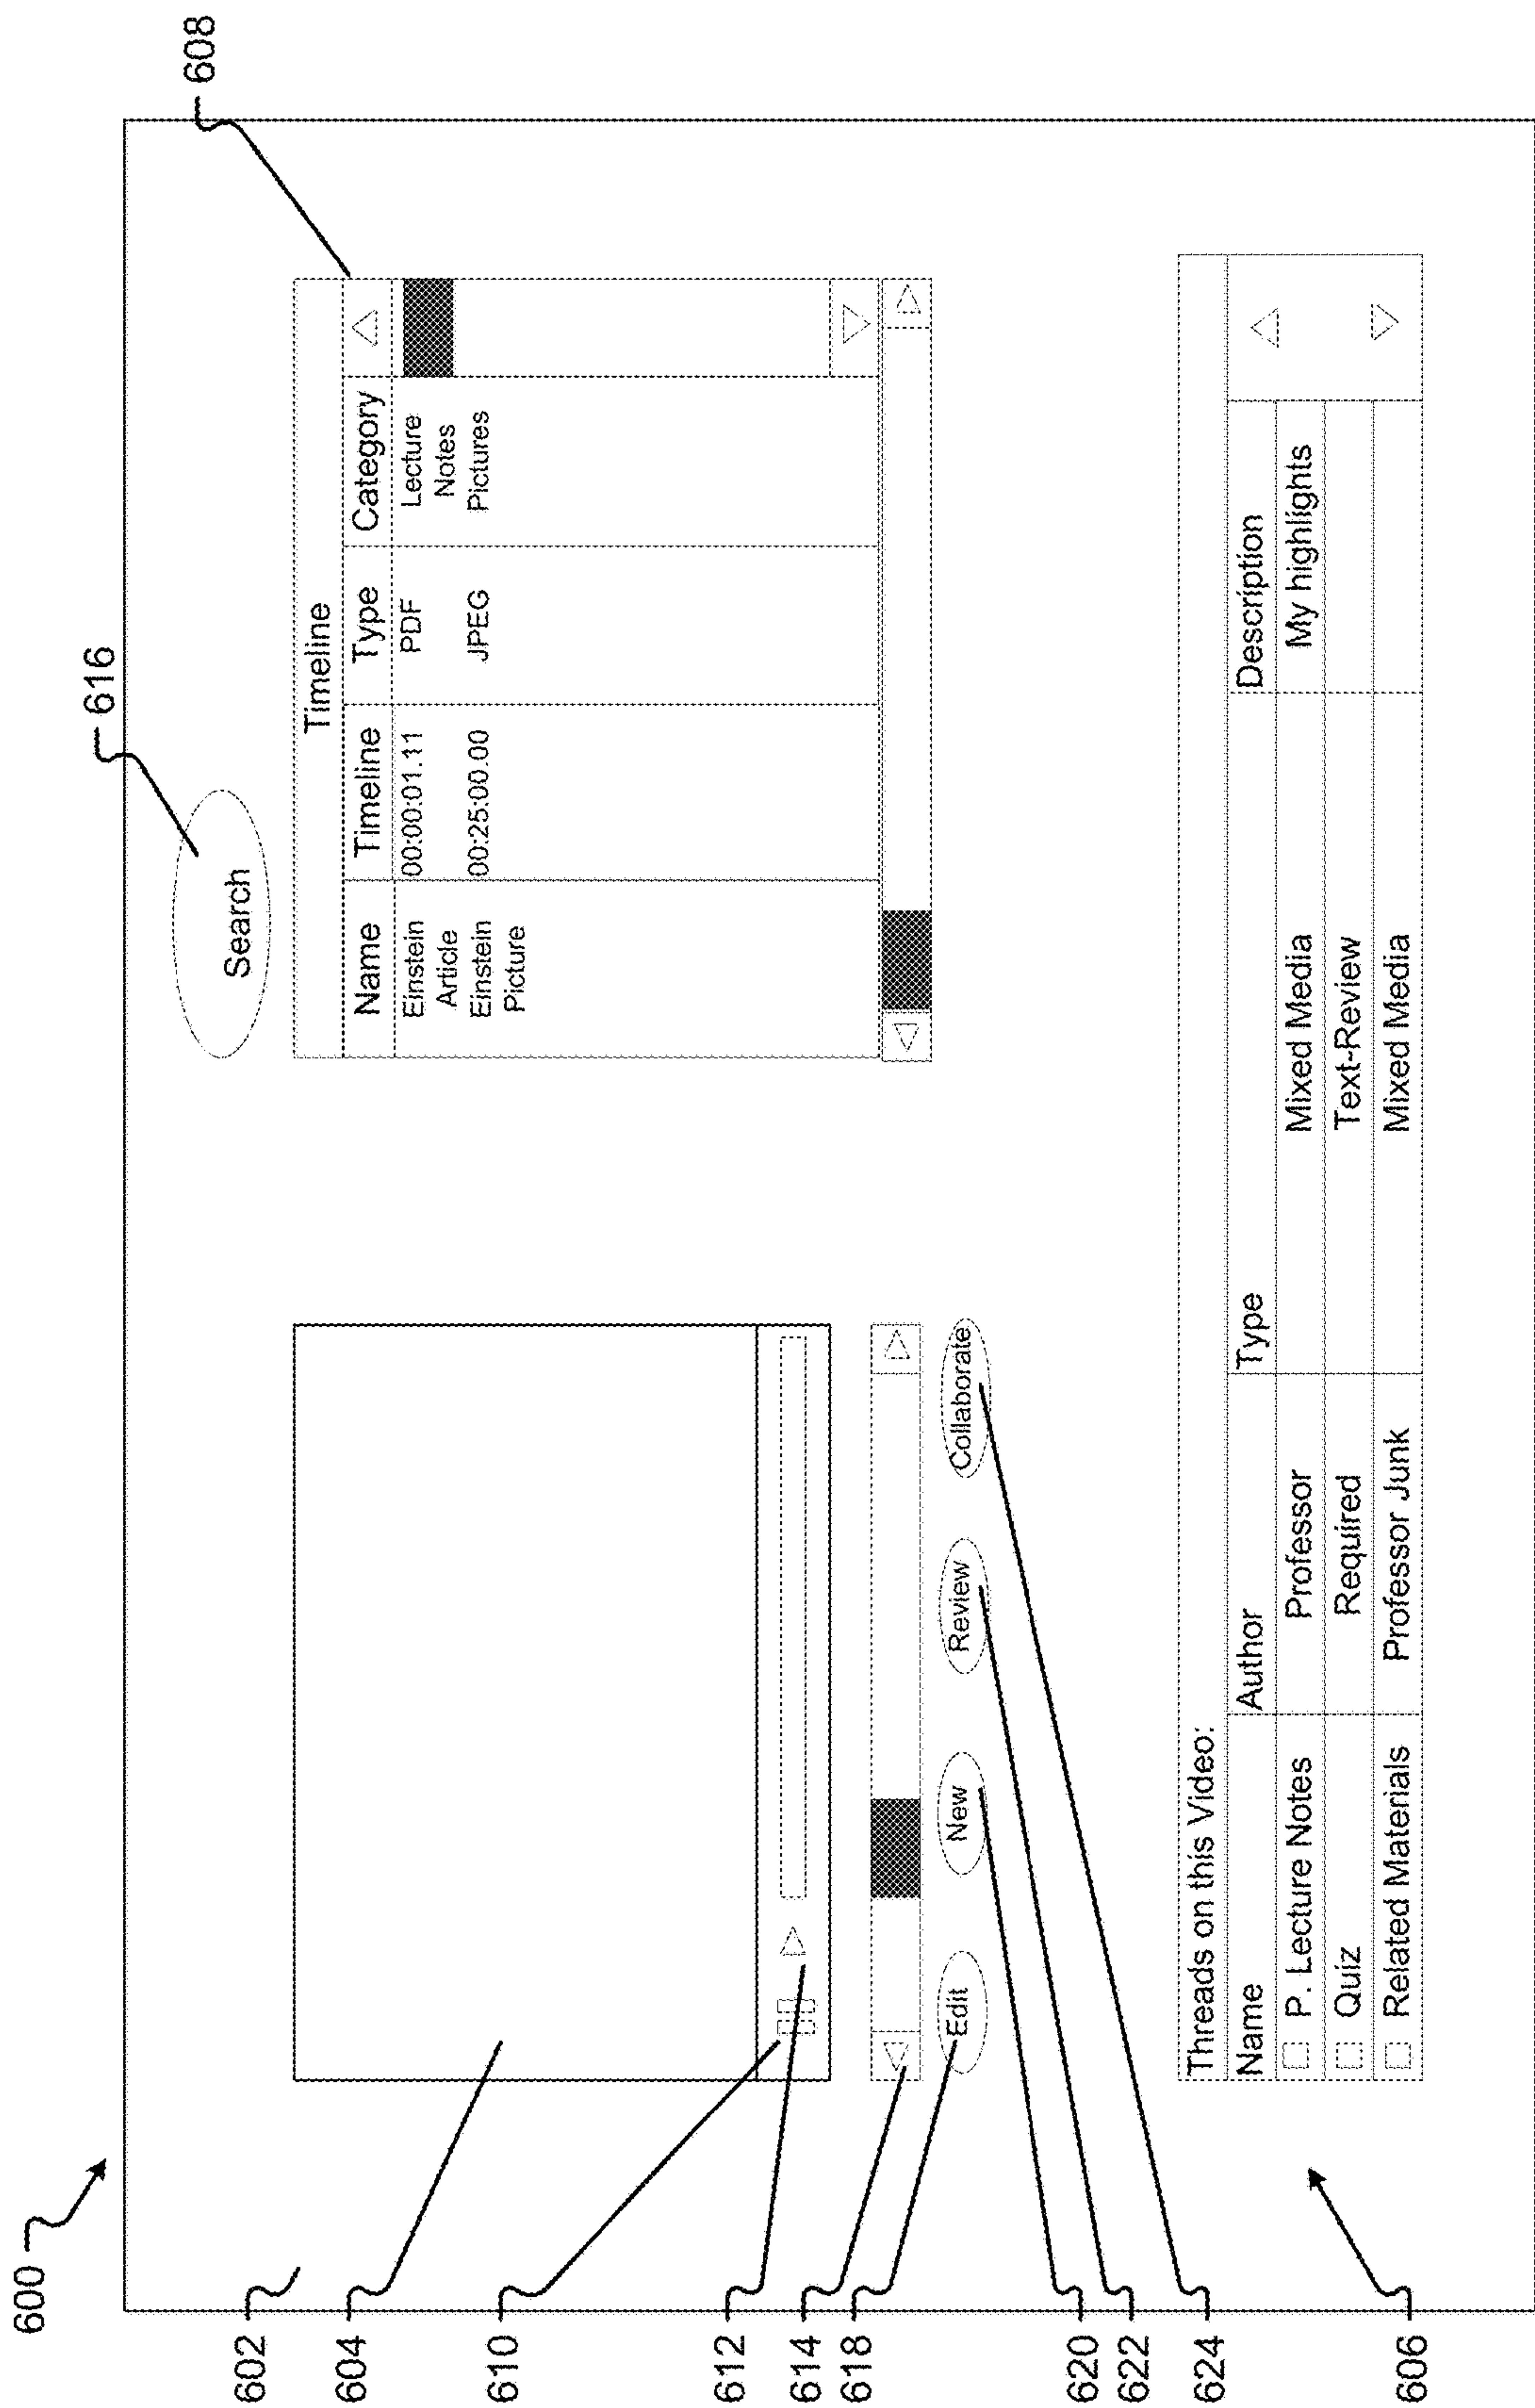 600
602
604
610
612
614
618
620
622
624
606
616
608
Search
Timeline
Name Timeline Type Category
Einstein Article 00:00:01.11 PDF Lecture Notes
Einstein Picture 00:25:00.00 JPEG Pictures
Edit New Review Collaborate
Threads on this Video:
Name Author Type Description
P. Lecture Notes Professor Mixed Media My highlights
Quiz Required Text-Review
Related Materials Professor Junk Mixed Media